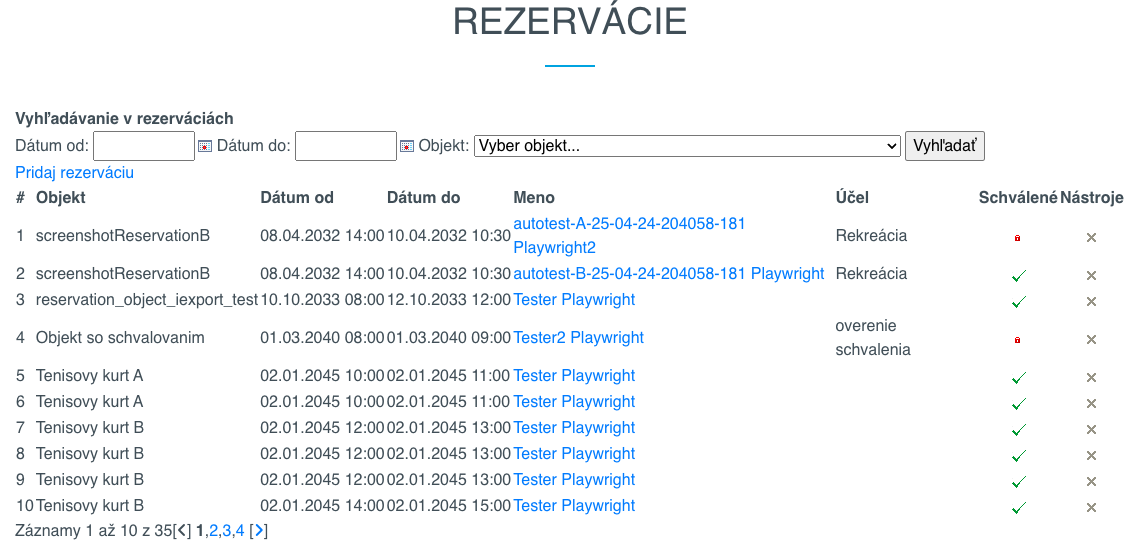 REZERVÁCIE
Vyhľadávanie v rezerváciách
Dátum od: Dátum do: Objekt: Vyber objekt... Vyhľadať
Pridaj rezerváciu
# Objekt Dátum od Dátum do Meno Účel Schválené Nástroje
1 screenshotReservationB 08.04.2032 14:00 10.04.2032 10:30 autotest-A-25-04-24-204058-181 Playwright2 Rekreácia
2 screenshotReservationB 08.04.2032 14:00 10.04.2032 10:30 autotest-B-25-04-24-204058-181 Playwright Rekreácia
3 reservation_object_iexport_test 10.10.2033 08:00 12.10.2033 12:00 Tester Playwright
4 Objekt so schvalovanim 01.03.2040 08:00 01.03.2040 09:00 Tester2 Playwright overenie schvalenia
5 Tenisovy kurt A 02.01.2045 10:00 02.01.2045 11:00 Tester Playwright
6 Tenisovy kurt A 02.01.2045 10:00 02.01.2045 11:00 Tester Playwright
7 Tenisovy kurt B 02.01.2045 12:00 02.01.2045 13:00 Tester Playwright
8 Tenisovy kurt B 02.01.2045 12:00 02.01.2045 13:00 Tester Playwright
9 Tenisovy kurt B 02.01.2045 12:00 02.01.2045 13:00 Tester Playwright
10 Tenisovy kurt B 02.01.2045 14:00 02.01.2045 15:00 Tester Playwright
Záznamy 1 až 10 z 35[<] 1,2,3,4 [>]